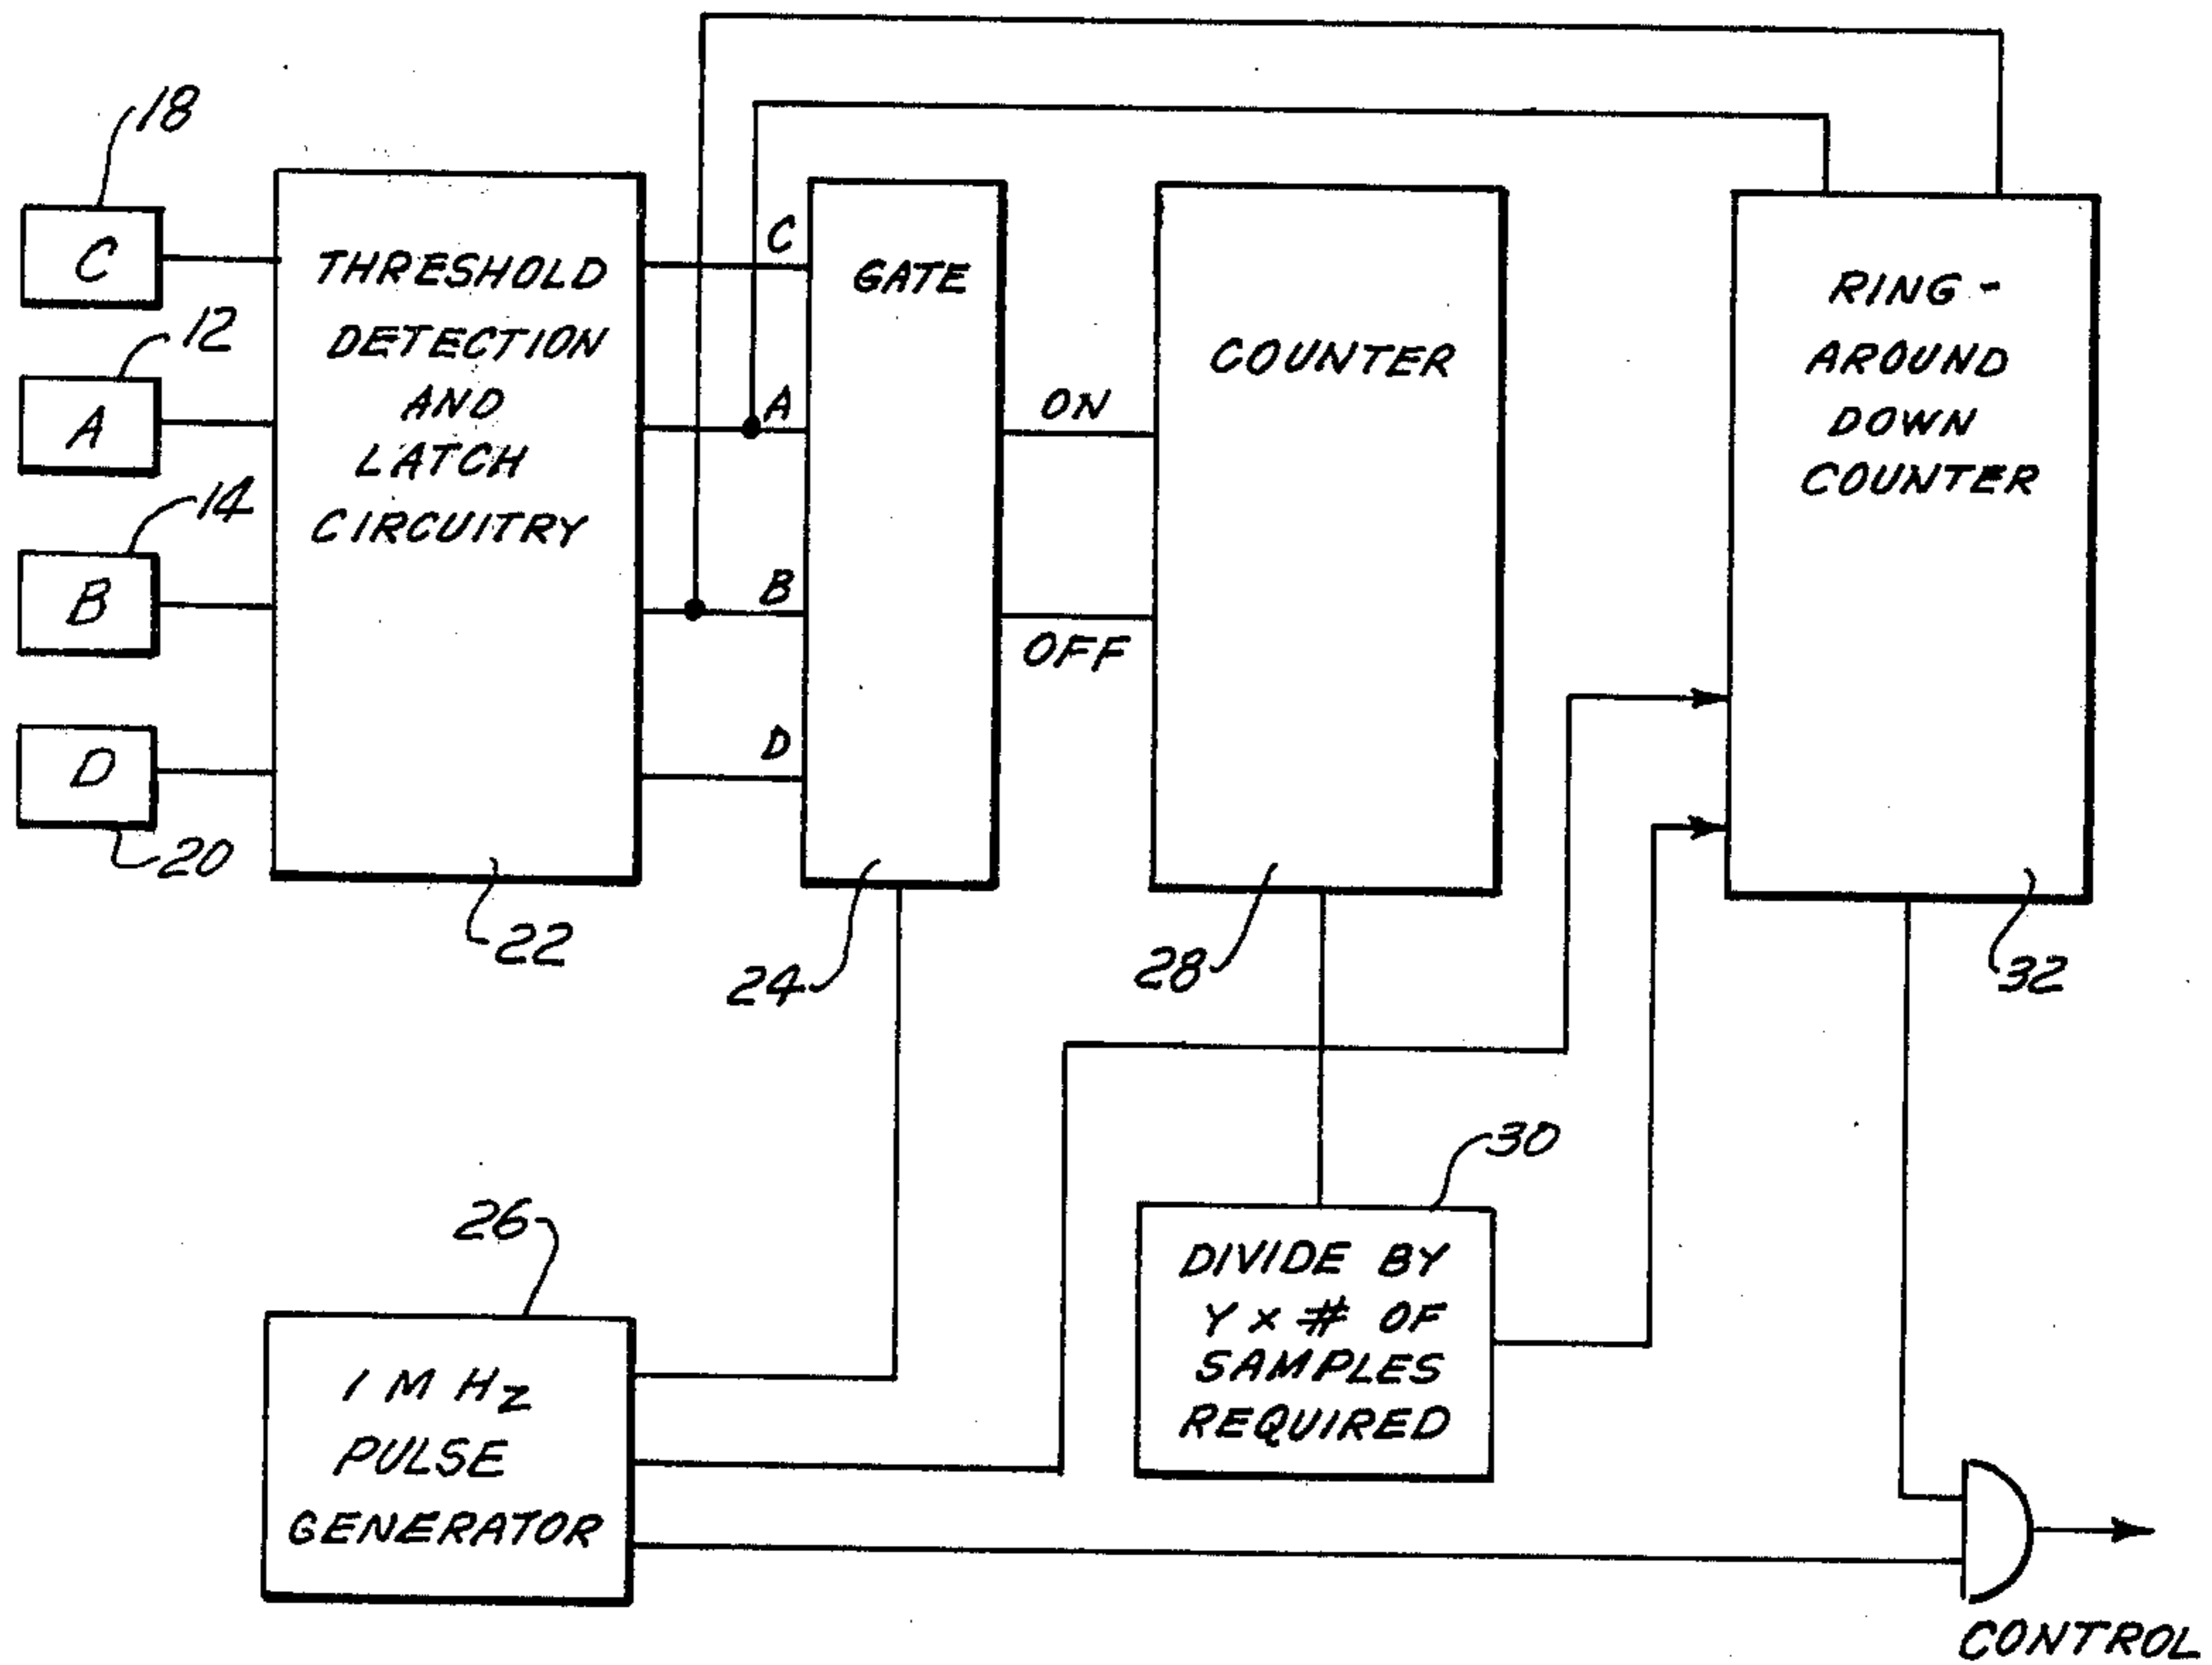 18
C
12
A
14
B
D
20
THRESHOLD
DETECTION
AND
LATCH
CIRCUITRY
22
C
A
B
D
GATE
24
ON
OFF
COUNTER
28
RING-
AROUND
DOWN
COUNTER
32
26
1 MHz
PULSE
GENERATOR
30
DIVIDE BY
Y x # OF
SAMPLES
REQUIRED
CONTROL